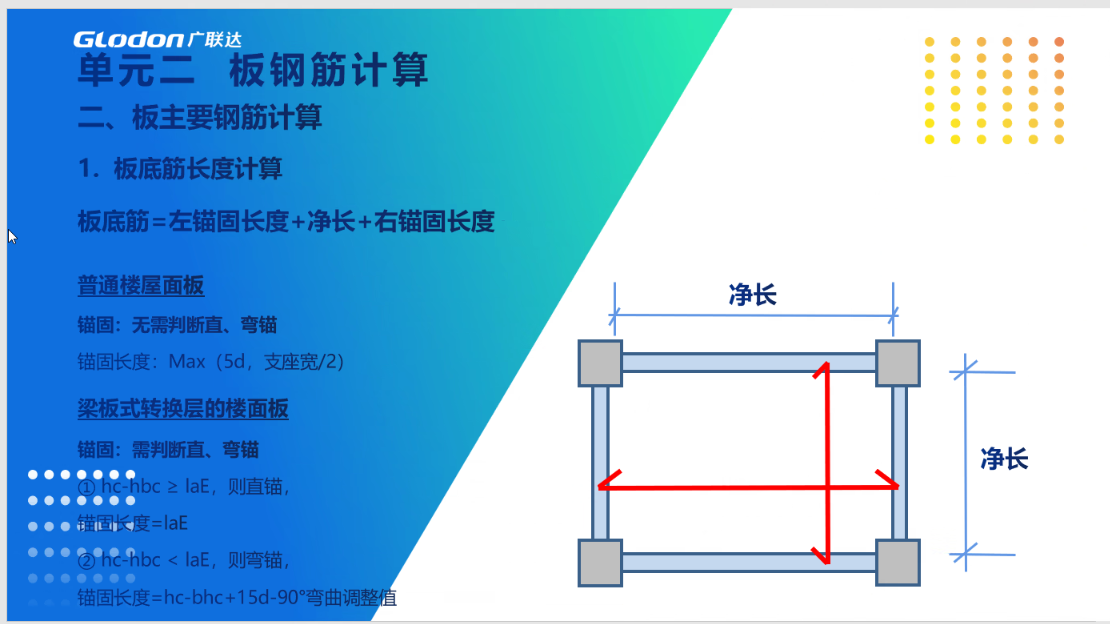 GLodon广联达
单元二 板钢筋计算
二、板主要钢筋计算
1. 板底筋长度计算
板底筋=左锚固长度+净长+右锚固长度
普通楼屋面板
锚固：无需判断直、弯锚
锚固长度：Max（5d，支座宽/2）
梁板式转换层的楼面板
锚固：需判断直、弯锚
① hc-hbc ≥ laE，则直锚，
锚固长度=laE
② hc-hbc < laE，则弯锚，
锚固长度=hc-bhc+15d-90°弯曲调整值
净长
净长